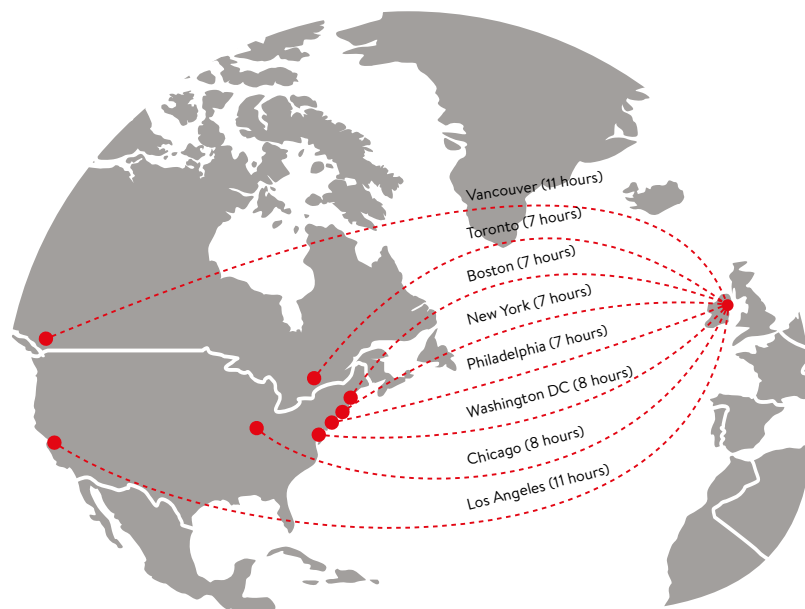 Vancouver (11 hours)
Toronto (7 hours)
Boston (7 hours)
New York (7 hours)
Philadelphia (7 hours)
Washington DC (8 hours)
Chicago (8 hours)
Los Angeles (11 hours)